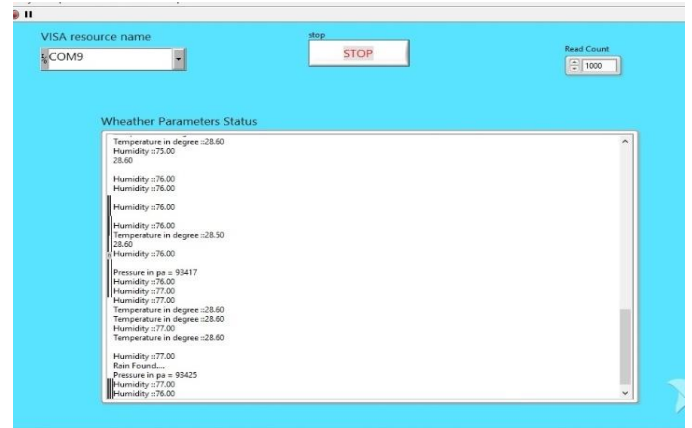 VISA resource name
COM9
stop
STOP
Read Count
1000
Wheather Parameters Status
Temperature in degree ::28.60
Humidity ::75.00
28.60
Humidity ::76.00
Humidity ::76.00
Humidity ::76.00
Humidity ::76.00
Temperature in degree ::28.50
28.60
Humidity ::76.00
Pressure in pa = 93417
Humidity ::76.00
Humidity ::77.00
Humidity ::77.00
Temperature in degree ::28.60
Temperature in degree ::28.60
Humidity ::77.00
Temperature in degree ::28.60
Humidity ::77.00
Rain Found....
Pressure in pa = 93425
Humidity ::77.00
Humidity ::76.00